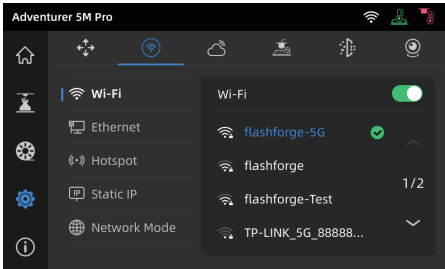 Adventurer 5M Pro
Wi-Fi
Wi-Fi
Ethernet
flashforge-5G
Hotspot
flashforge
1/2
IP
Static IP
flashforge-Test
Network Mode
TP-LINK_5G_88888...